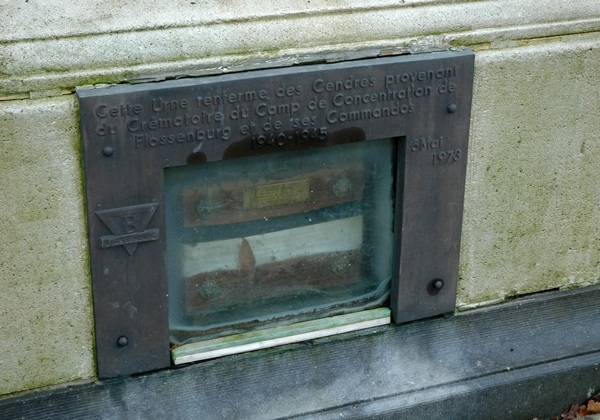 Cette Urne renferme des Cendres provenant
du Crématoire du Camp de Concentration de
Flossenburg et de ses Commandos
1940-1945
6 Mai
1973
B